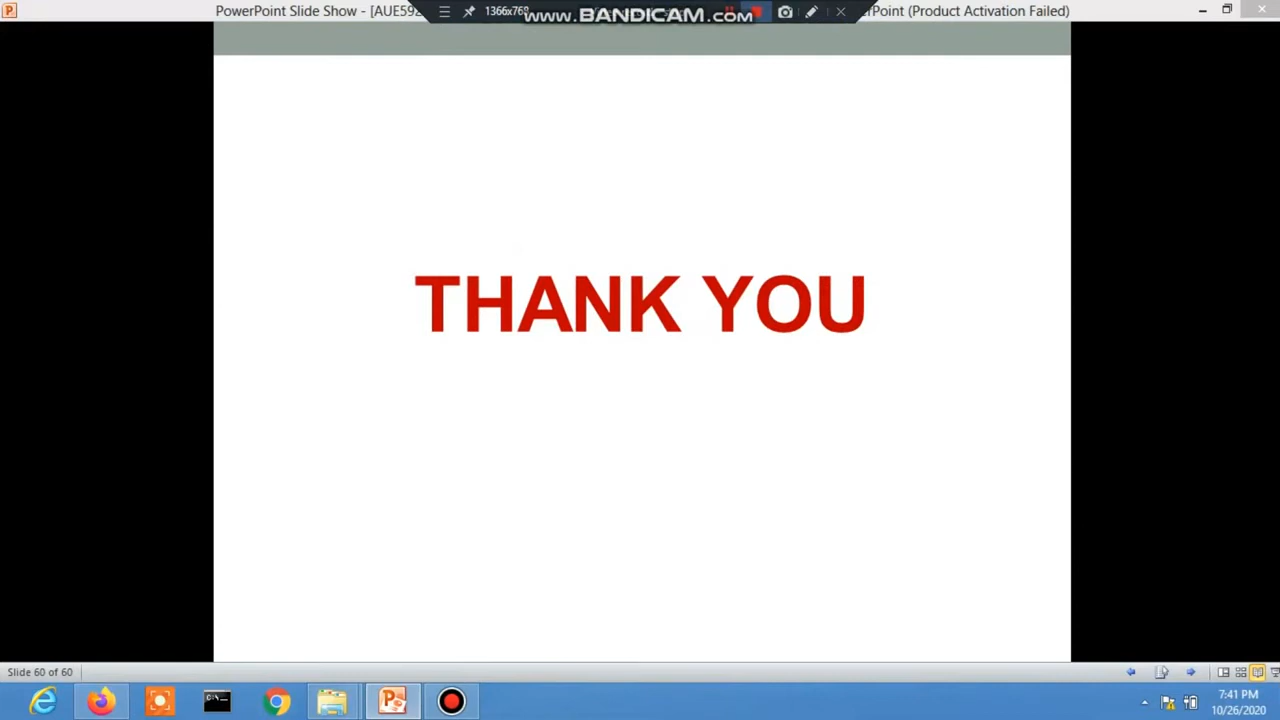 PowerPoint Slide Show - [AUE592
1366x768
www.BANDICAM.com
Point (Product Activation Failed)
THANK YOU
Slide 60 of 60
7:41 PM
10/26/2020